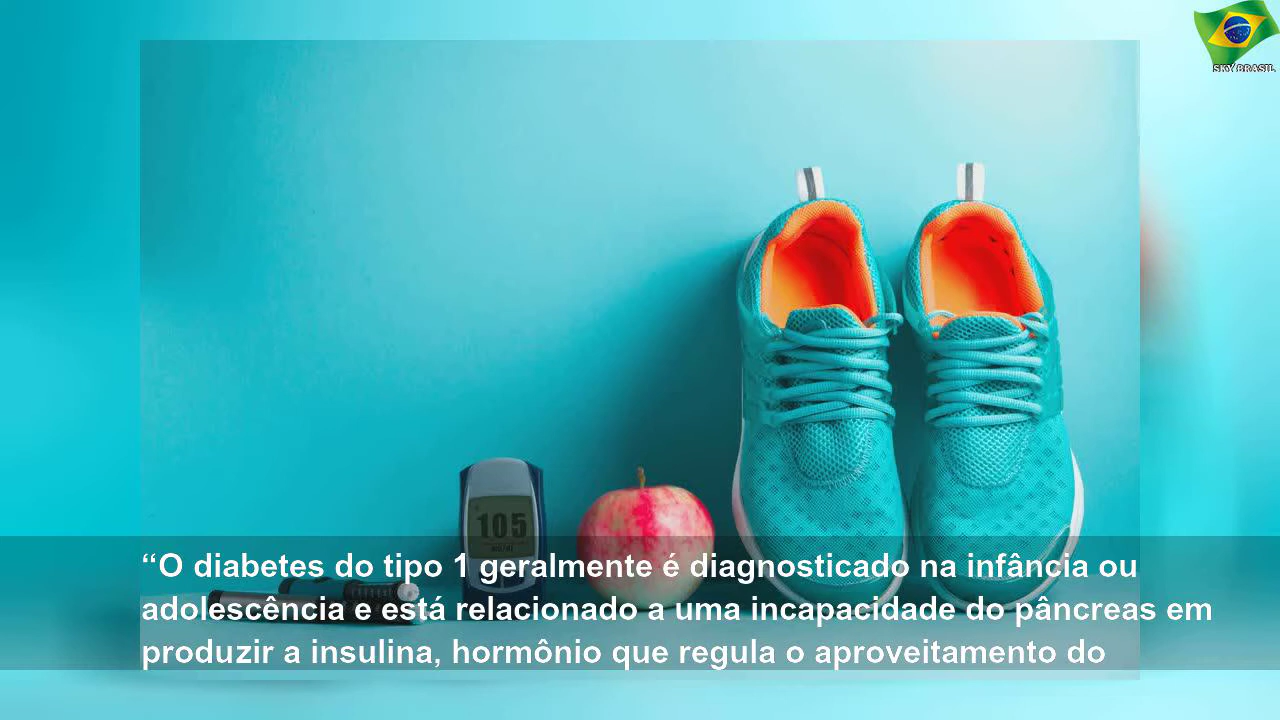 SKY BRASIL
105
“O diabetes do tipo 1 geralmente é diagnosticado na infância ou
adolescência e está relacionado a uma incapacidade do pâncreas em
produzir a insulina, hormônio que regula o aproveitamento do